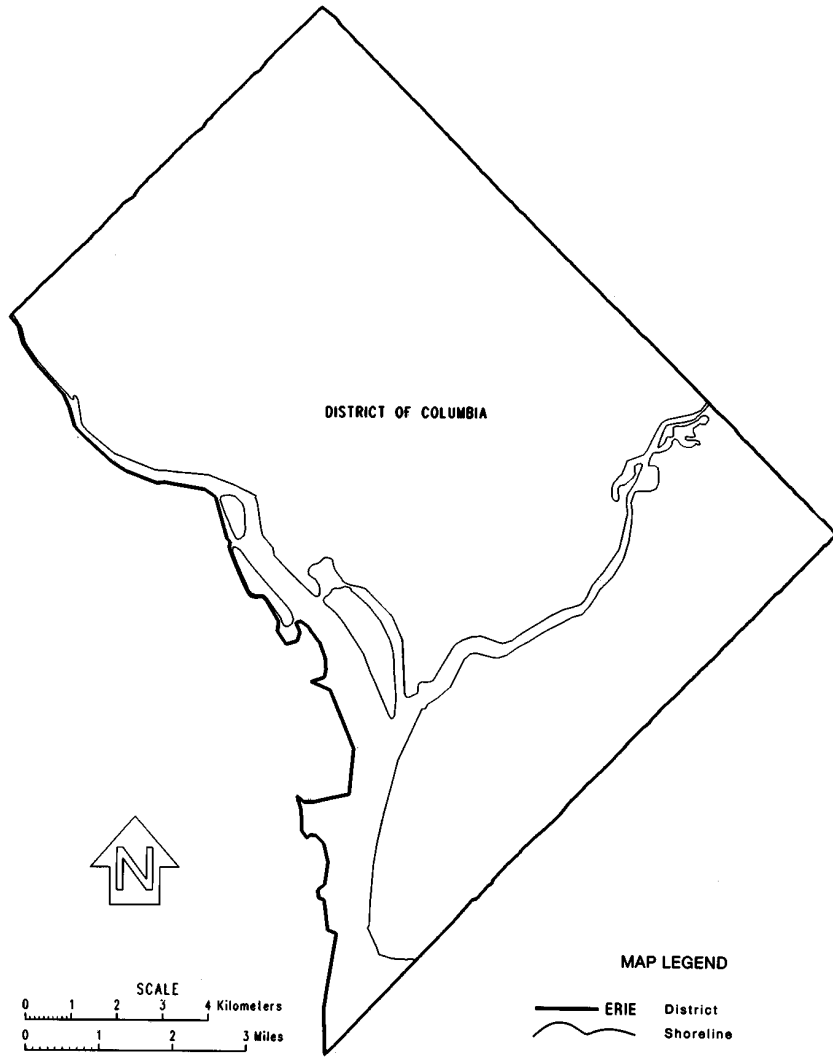 DISTRICT OF COLUMBIA
N
SCALE
0 1 2 3 4 Kilometers
0 1 2 3 Miles
MAP LEGEND
ERIE District
Shoreline